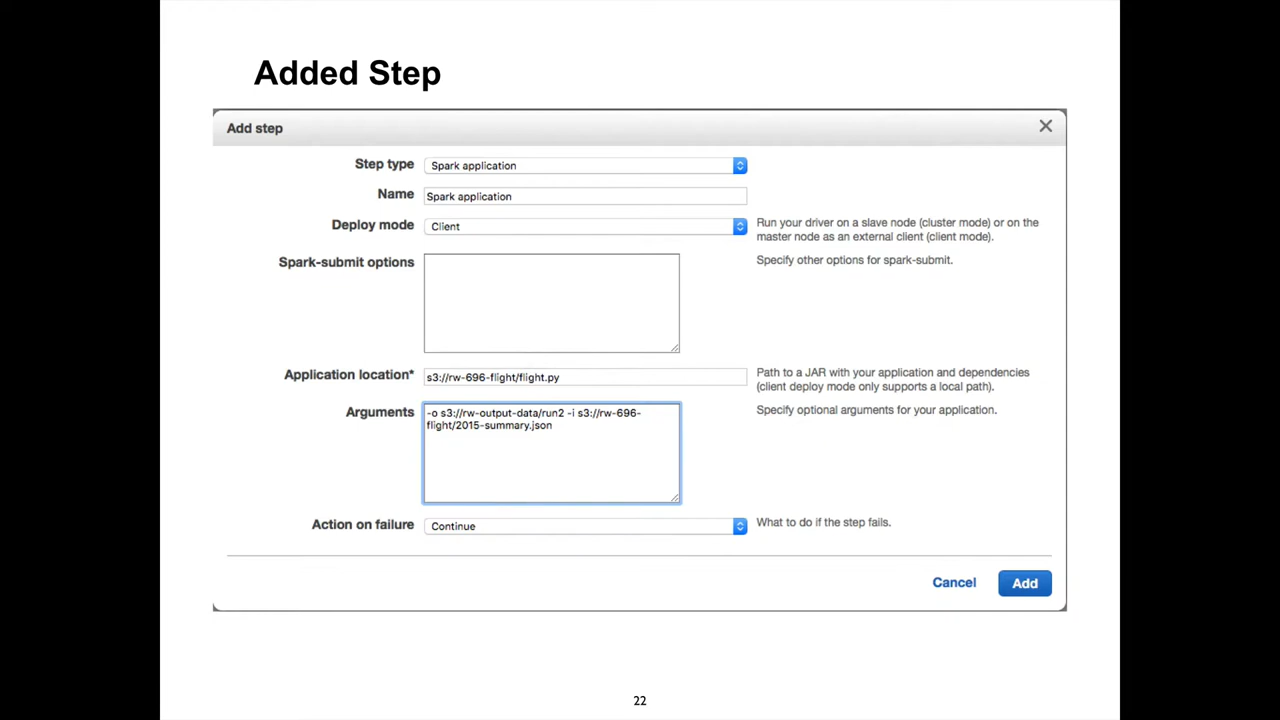 Added Step
Add step
Step type
Spark application
Name
Spark application
Deploy mode
Client
Run your driver on a slave node (cluster mode) or on the
master node as an external client (client mode).
Spark-submit options
Specify other options for spark-submit.
Application location*
s3://rw-696-flight/flight.py
Path to a JAR with your application and dependencies
(client deploy mode only supports a local path).
Arguments
-o s3://rw-output-data/run2 -i s3://rw-696-
flight/2015-summary.json
Specify optional arguments for your application.
Action on failure
Continue
What to do if the step fails.
Cancel
Add
22